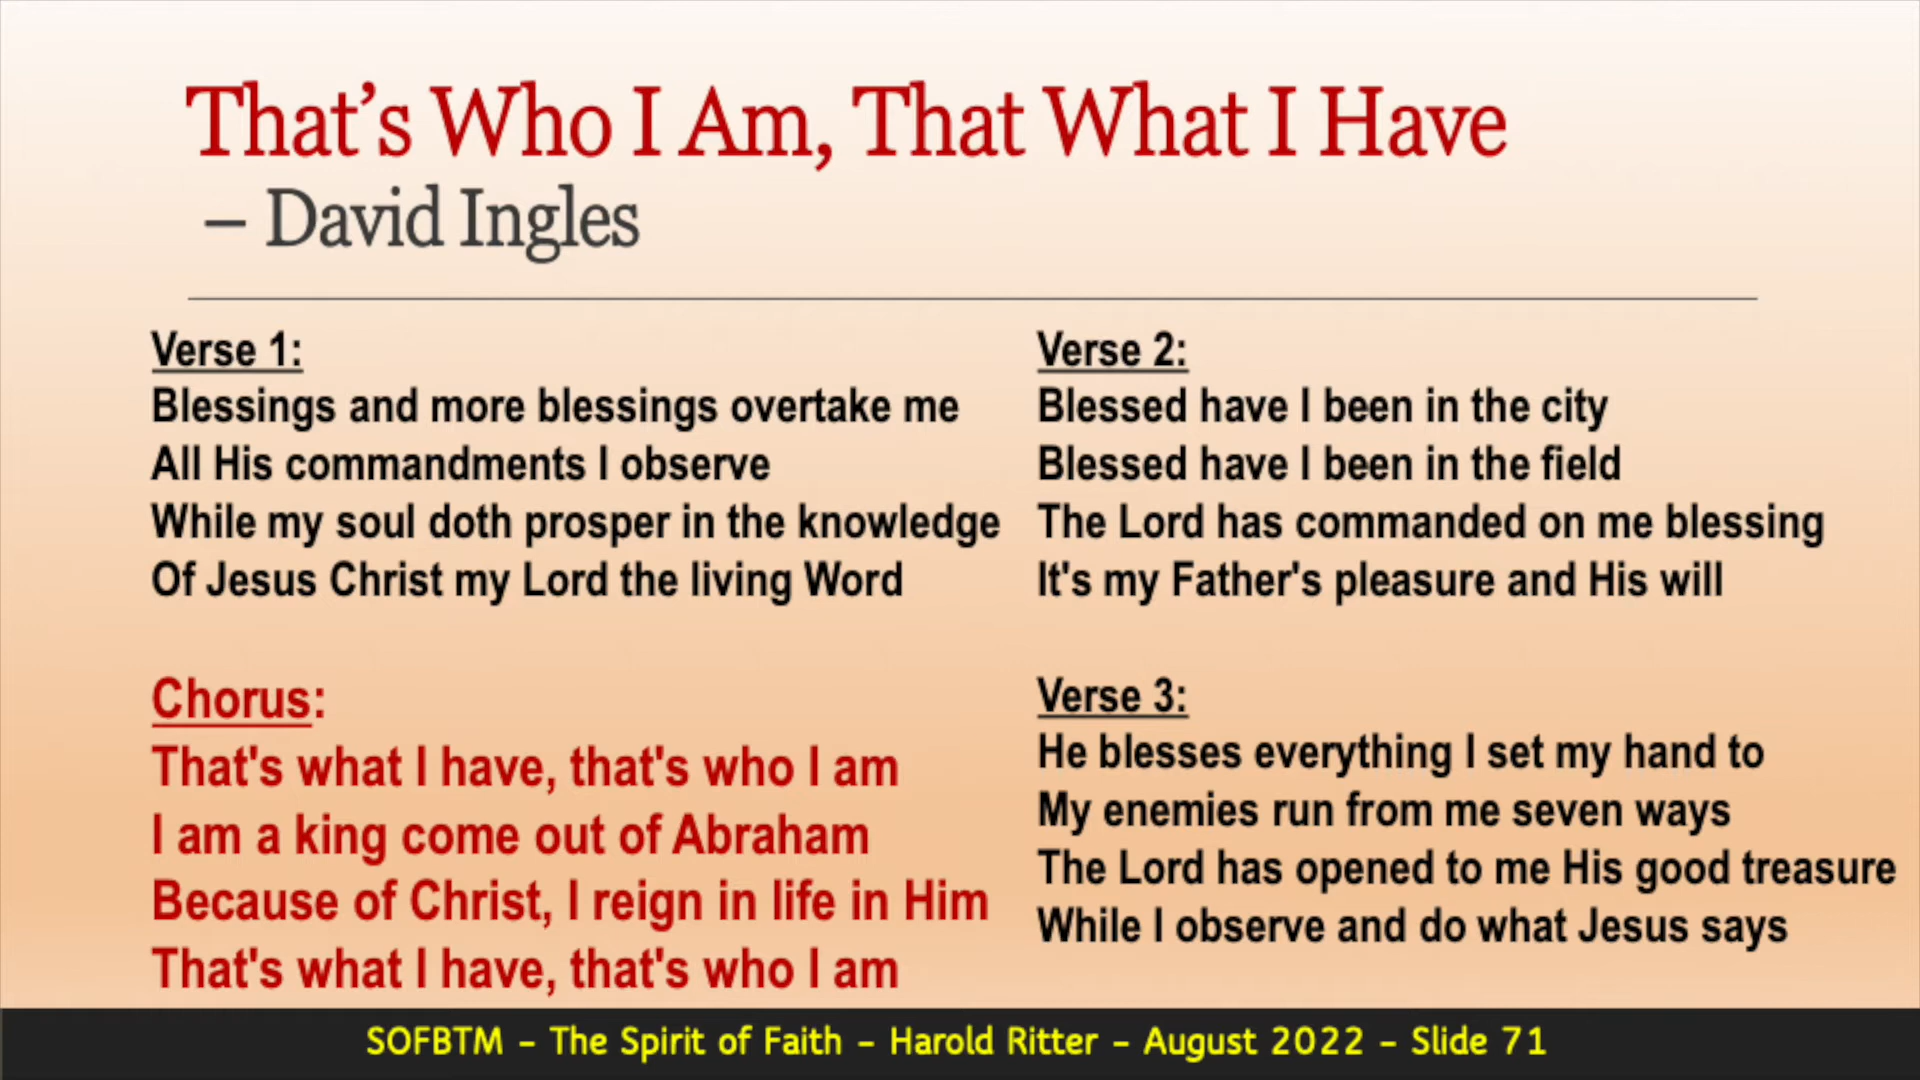 That’s Who I Am, That What I Have
– David Ingles
Verse 1:
Blessings and more blessings overtake me
All His commandments I observe
While my soul doth prosper in the knowledge
Of Jesus Christ my Lord the living Word
Chorus:
That's what I have, that's who I am
I am a king come out of Abraham
Because of Christ, I reign in life in Him
That's what I have, that's who I am
Verse 2:
Blessed have I been in the city
Blessed have I been in the field
The Lord has commanded on me blessing
It's my Father's pleasure and His will
Verse 3:
He blesses everything I set my hand to
My enemies run from me seven ways
The Lord has opened to me His good treasure
While I observe and do what Jesus says
SOFBTM – The Spirit of Faith – Harold Ritter – August 2022 – Slide 71